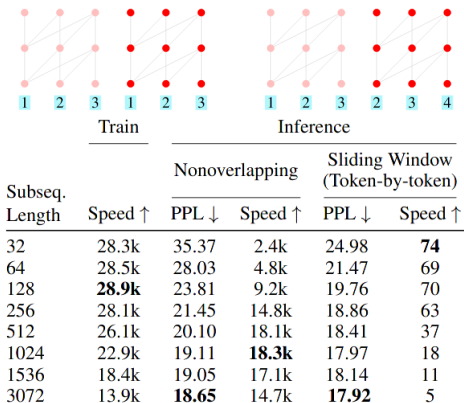 1 2 3 1 2 3 1 2 3 2 3 4
Train Inference
Nonoverlapping Sliding Window
(Token-by-token)
Subseq.
Length Speed ↑ PPL ↓ Speed ↑ PPL ↓ Speed ↑
32 28.3k 35.37 2.4k 24.98 74
64 28.5k 28.03 4.8k 21.47 69
128 28.9k 23.81 9.2k 19.76 70
256 28.1k 21.45 14.8k 18.86 63
512 26.1k 20.10 18.1k 18.41 37
1024 22.9k 19.11 18.3k 17.97 18
1536 18.4k 19.05 17.1k 18.14 11
3072 13.9k 18.65 14.7k 17.92 5